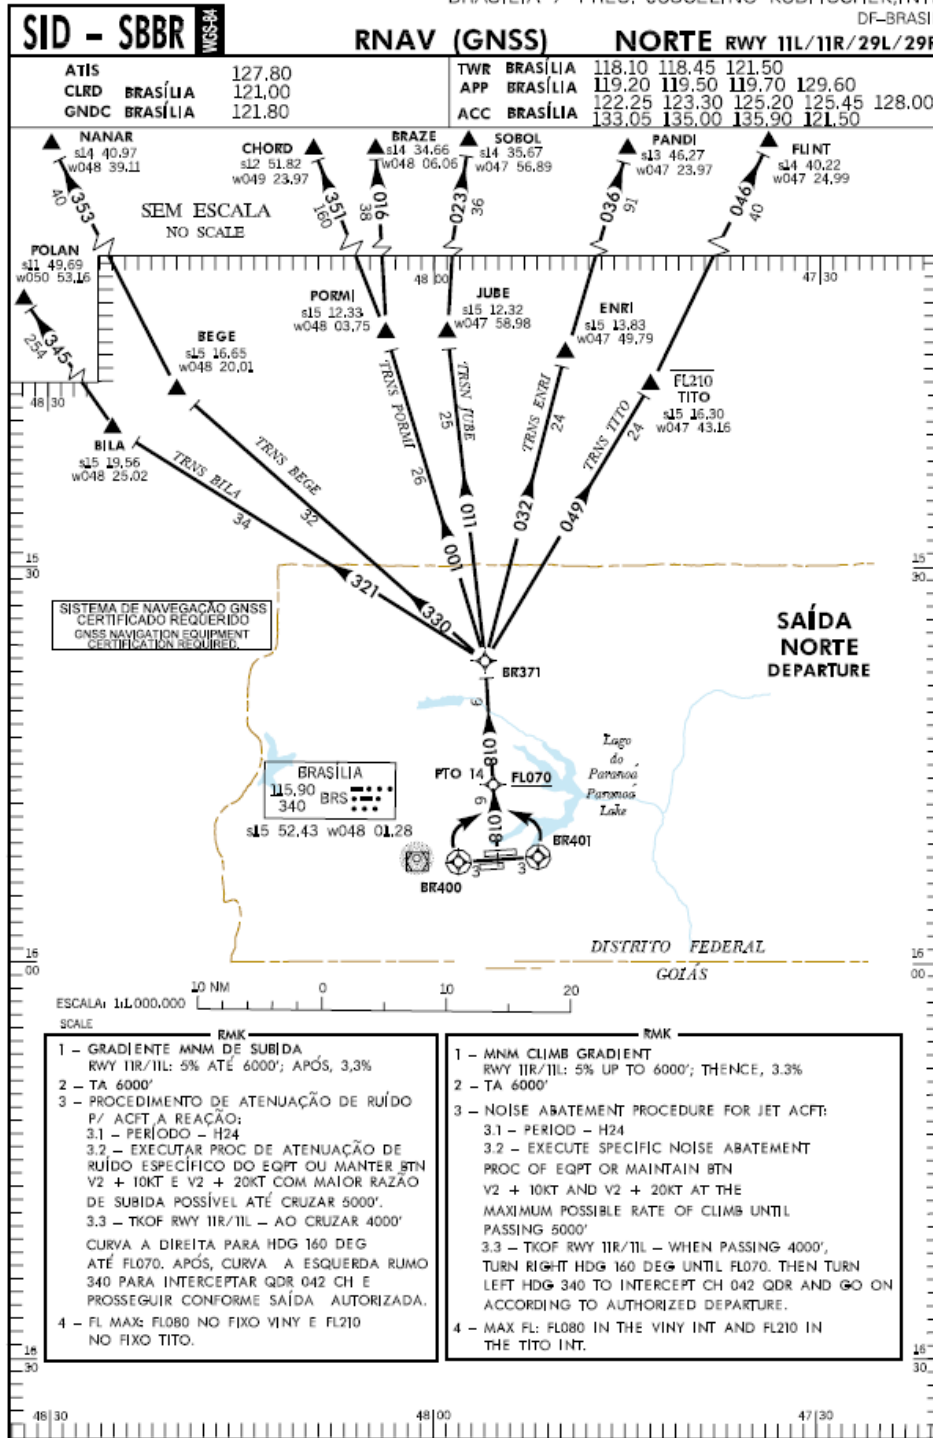 SID - SBBR WGS-84
RNAV (GNSS)
NORTE RWY 11L/11R/29L/29R
DF-BRASI
ATIS 127.80
CLRD BRASÍLIA 121,00
GNDC BRASÍLIA 121.80
TWR BRASÍLIA 118.10 118.45 121.50
APP BRASÍLIA 119.20 119.50 119.70 129.60
ACC BRASÍLIA 122.25 123.30 125.20 125.45 128.00
133.05 135.00 135.90 121.50
NANAR
s14 40.97
w048 39.11
CHORD
s12 51.82
w049 23.97
BRAZE
s14 34.66
w048 06.06
SOBOL
s14 35.67
w047 56.89
PANDI
s13 46.27
w047 23.97
FLINT
s14 40.22
w047 24.99
353
40
351
160
016
38
023
36
036
91
046
40
SEM ESCALA
NO SCALE
POLAN
s11 49.69
w050 53.16
345
254
48 30
48 00
47 30
PORMI
s15 12.33
w048 03.75
JUBE
s15 12.32
w047 58.98
ENRI
s15 13.83
w047 49.79
BEGE
s15 16.65
w048 20.01
FL210
TITO
s15 16.30
w047 43.16
BILA
s15 19.56
w048 25.02
TRNS BILA
34
321
TRNS BEGE
32
330
TRNS PORMI
26
001
TRSN JUBE
25
011
TRNS ENRI
24
032
TRNS TITO
24
049
15
30
15
30
SISTEMA DE NAVEGAÇÃO GNSS
CERTIFICADO REQUERIDO
GNSS NAVIGATION EQUIPMENT
CERTIFICATION REQUIRED.
SAÍDA
NORTE
DEPARTURE
BR371
9
018
PTO 14
FL070
6
018
Lago
do
Paranoá
Paranoá
Lake
BRASÍLIA
115,90
340
BRS
s15 52,43 w048 01,28
BR401
BR400
3
3
DISTRITO FEDERAL
GOIÁS
16
00
16
00
ESCALA: 1:1.000.000
SCALE
10 NM 0 10 20
RMK
1 - GRADIENTE MNM DE SUBIDA
RWY 11R/11L: 5% ATÉ 6000'; APÓS, 3,3%
2 - TA 6000'
3 - PROCEDIMENTO DE ATENUAÇÃO DE RUÍDO
P/ ACFT A REAÇÃO:
3.1 - PERÍODO - H24
3.2 - EXECUTAR PROC DE ATENUAÇÃO DE
RUÍDO ESPECÍFICO DO EQPT OU MANTER BTN
V2 + 10KT E V2 + 20KT COM MAIOR RAZÃO
DE SUBIDA POSSÍVEL ATÉ CRUZAR 5000'.
3.3 - TKOF RWY 11R/11L - AO CRUZAR 4000'
CURVA A DIREITA PARA HDG 160 DEG
ATÉ FL070. APÓS, CURVA A ESQUERDA RUMO
340 PARA INTERCEPTAR QDR 042 CH E
PROSSEGUIR CONFORME SAÍDA AUTORIZADA.
4 - FL MAX: FL080 NO FIXO VINY E FL210
NO FIXO TITO.
RMK
1 - MNM CLIMB GRADIENT
RWY 11R/11L: 5% UP TO 6000'; THENCE, 3.3%
2 - TA 6000'
3 - NOISE ABATEMENT PROCEDURE FOR JET ACFT:
3.1 - PERIOD - H24
3.2 - EXECUTE SPECIFIC NOISE ABATEMENT
PROC OF EQPT OR MAINTAIN BTN
V2 + 10KT AND V2 + 20KT AT THE
MAXIMUM POSSIBLE RATE OF CLIMB UNTIL
PASSING 5000'
3.3 - TKOF RWY 11R/11L - WHEN PASSING 4000',
TURN RIGHT HDG 160 DEG UNTIL FL070. THEN TURN
LEFT HDG 340 TO INTERCEPT CH 042 QDR AND GO ON
ACCORDING TO AUTHORIZED DEPARTURE.
4 - MAX FL: FL080 IN THE VINY INT AND FL210 IN
THE TITO INT.
16
30
16
30
48 30
48 00
47 30